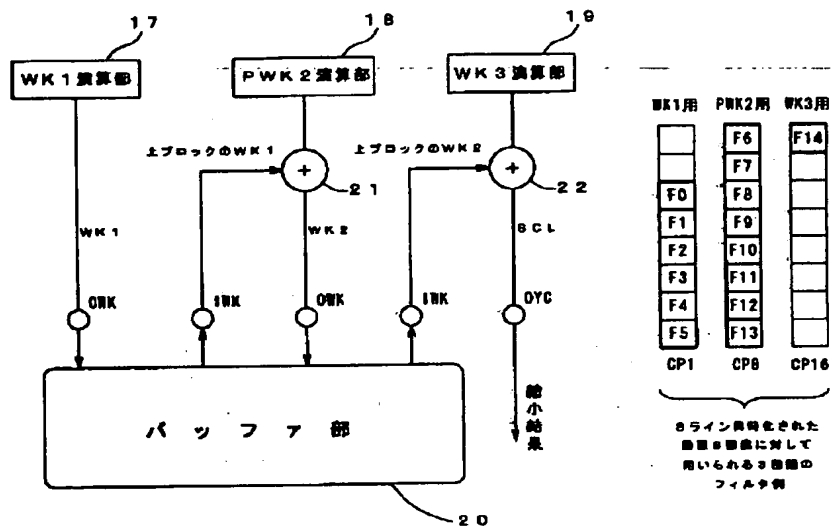 17
18
19
WK1演算部
PWK2演算部
WK3演算部
上ブロックのWK1
上ブロックのWK2
+
+
21
22
WK1
WK2
SCL
OWK
IWK
OWK
IWK
OYC
バッファ部
20
縮小結果
WK1用 PWK2用 WK3用
F6 F14
F7
F0 F8
F1 F9
F2 F10
F3 F11
F4 F12
F5 F13
CP1 CP8 CP16
8ライン
された
に対して
用いられる3種類の
フィルタ例